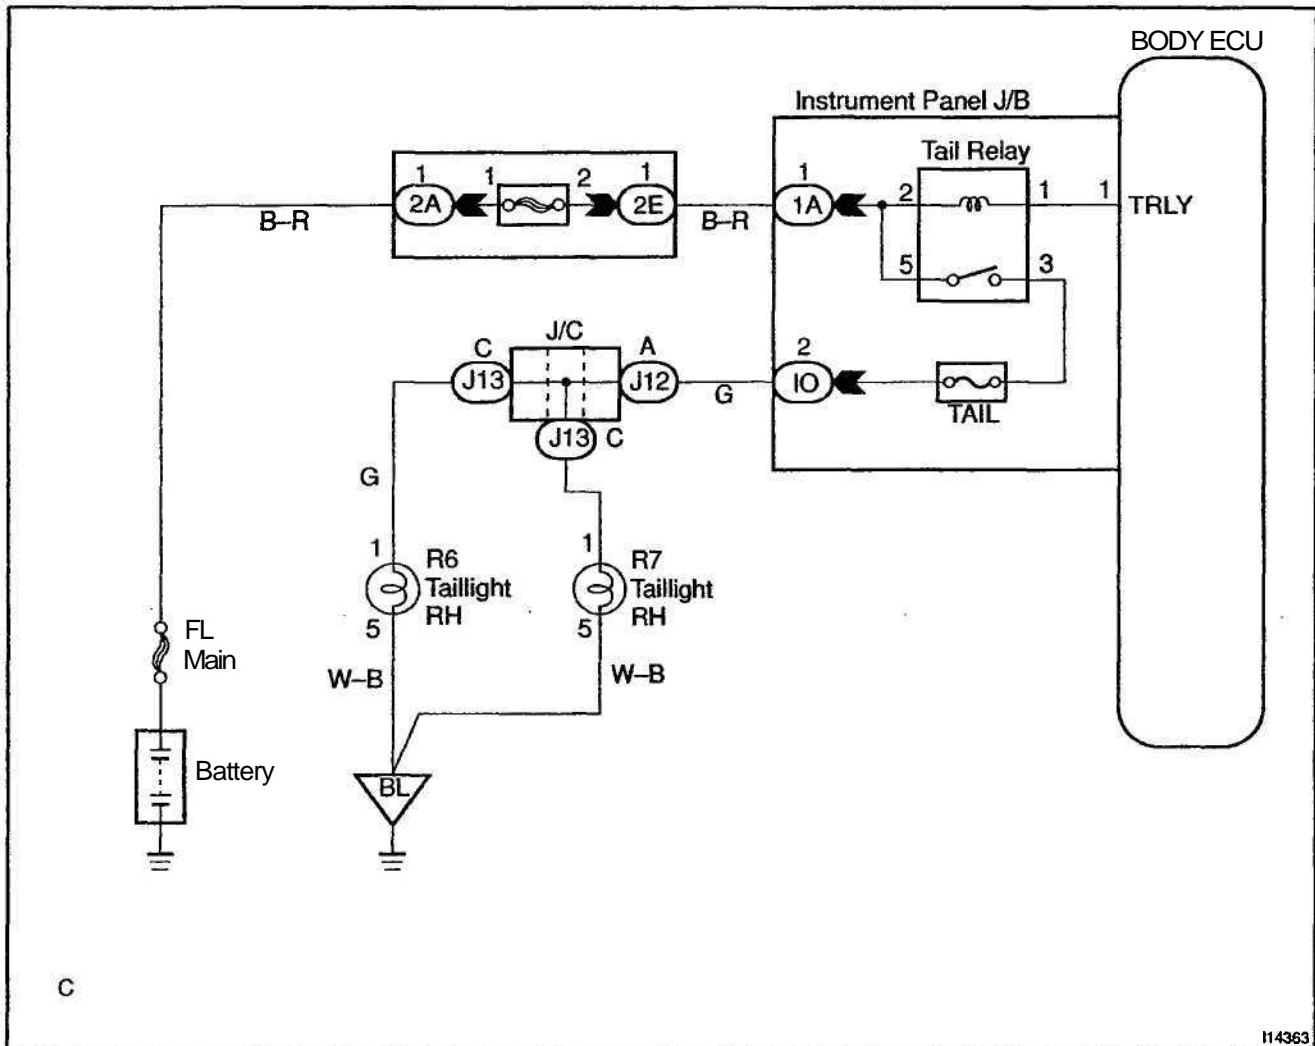 BODY ECU
Instrument Panel J/B
Tail Relay
1
1
1
1
2
2
1
1
2A
2E
1A
TRLY
B–R
B–R
5
3
J/C
C
A
2
J13
J12
IO
G
TAIL
J13
C
G
1
R6
Taillight
RH
5
1
R7
Taillight
RH
5
W–B
W–B
FL
Main
Battery
BL
C
I14363